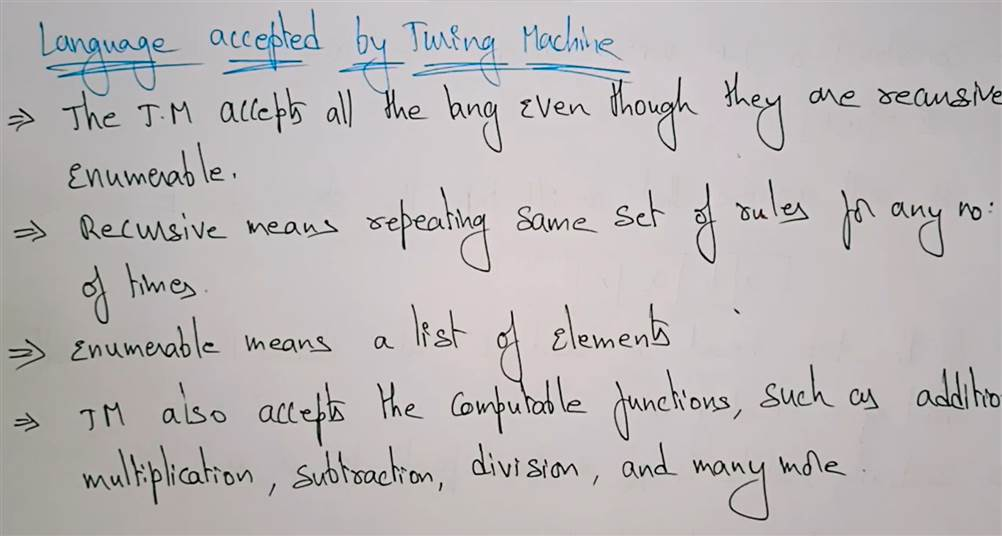 Language accepted by Turing Machine
⇒ The T.M accepts all the lang even though they are recursive
enumerable.
⇒ Recursive means repeating same set of rules for any no:
of times.
⇒ Enumerable means a list of Elements
⇒ TM also accepts the Computable functions, such as additio
multiplication, subtraction, division, and many more.